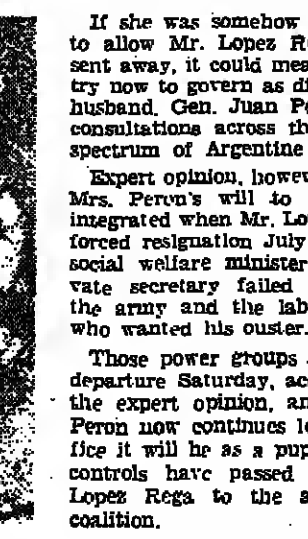 If she was somehow
to allow Mr. Lopez R
sent away, it could mea
try now to govern as di
husband, Gen. Juan Pe
consultations across th
spectrum of Argentine
Expert opinion, howev
Mrs. Peron's will to
integrated when Mr. Lo
forced resignation July
social welfare minister
vate secretary failed
the army and the lab
who wanted his ouster.
Those power groups
departure Saturday, ac
the expert opinion, an
Peron now continues
fice it will be as a pup
controls have passed
Lopez Rega to the a
coalition.